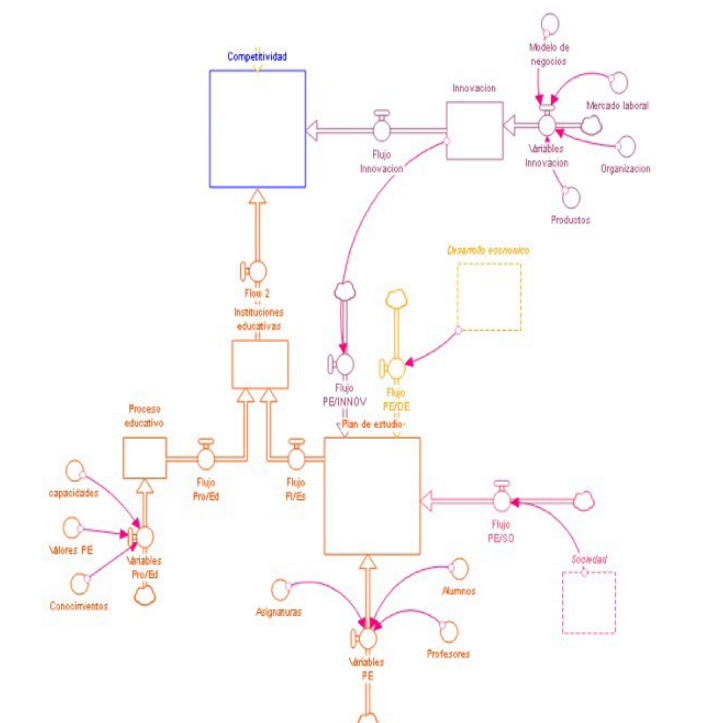 Modelo de
negocios
Competitividad
Innovacion
Mercado laboral
Flujo
Innovacion
Variables
Innovacion
Organizacion
Productos
Desarrollo economico
Flow 2
Instituciones
educativas
Flujo
PE/INNOV
Flujo
PE/DE
Proceso
educativo
Plan de estudio
Flujo
Pro/Ed
Flujo
Pl/Es
capacidades
Flujo
PE/SO
Valores PE
Variables
Pro/Ed
Sociedad
Conocimientos
Asignaturas
Alumnos
Profesores
Variables
PE